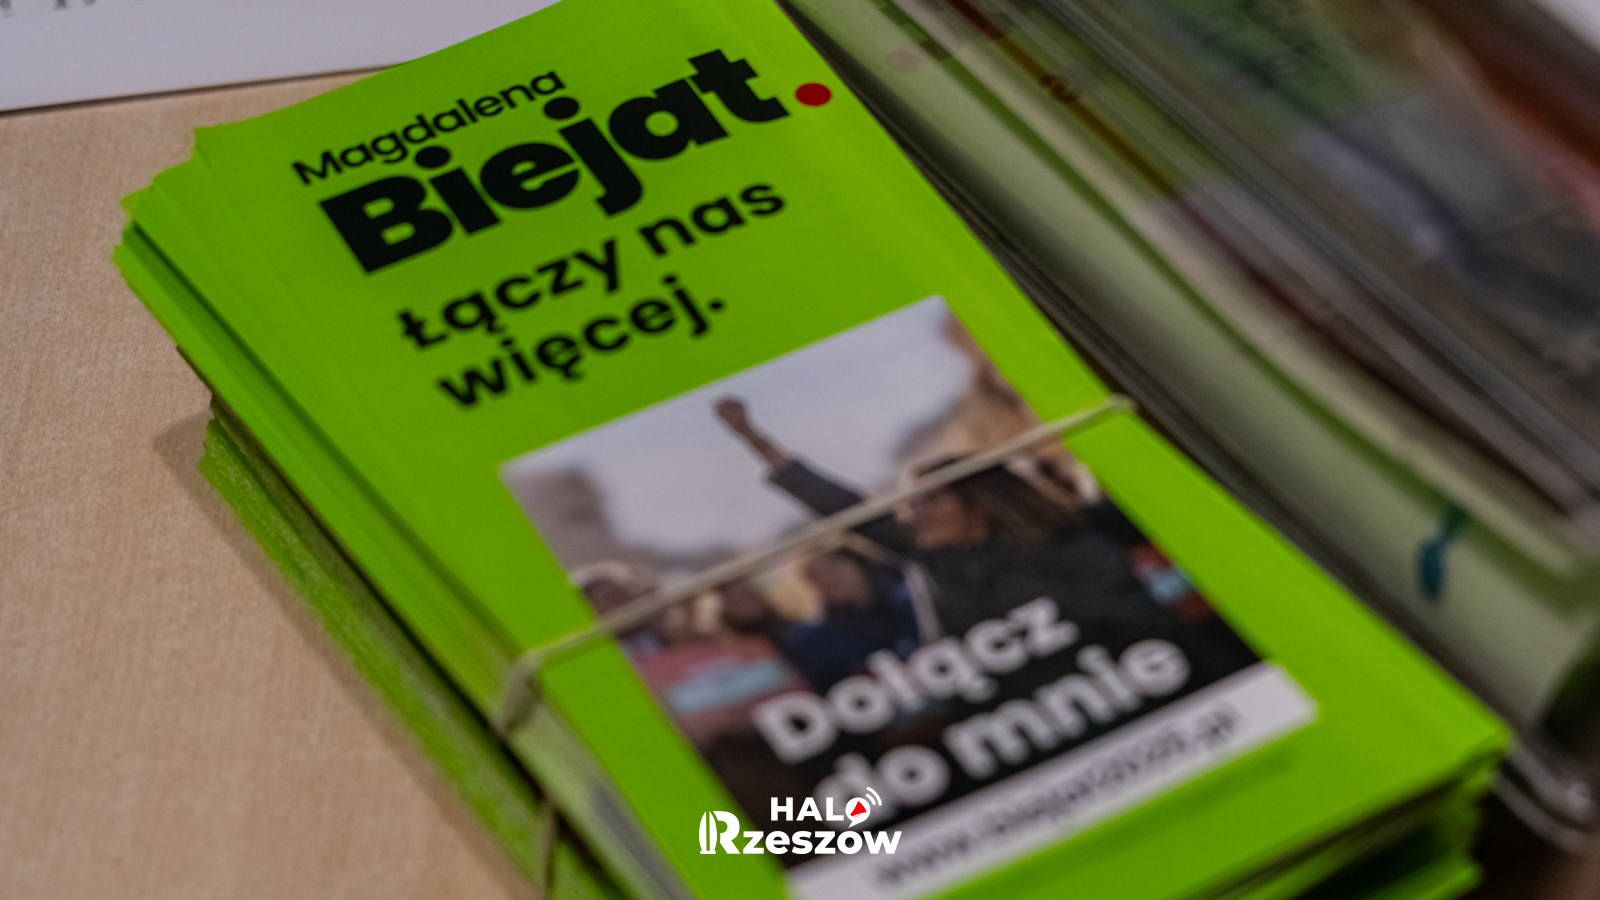 Magdalena
Biejat.
Łączy nas
więcej.
Dołącz
do mnie
HALO
Rzeszów